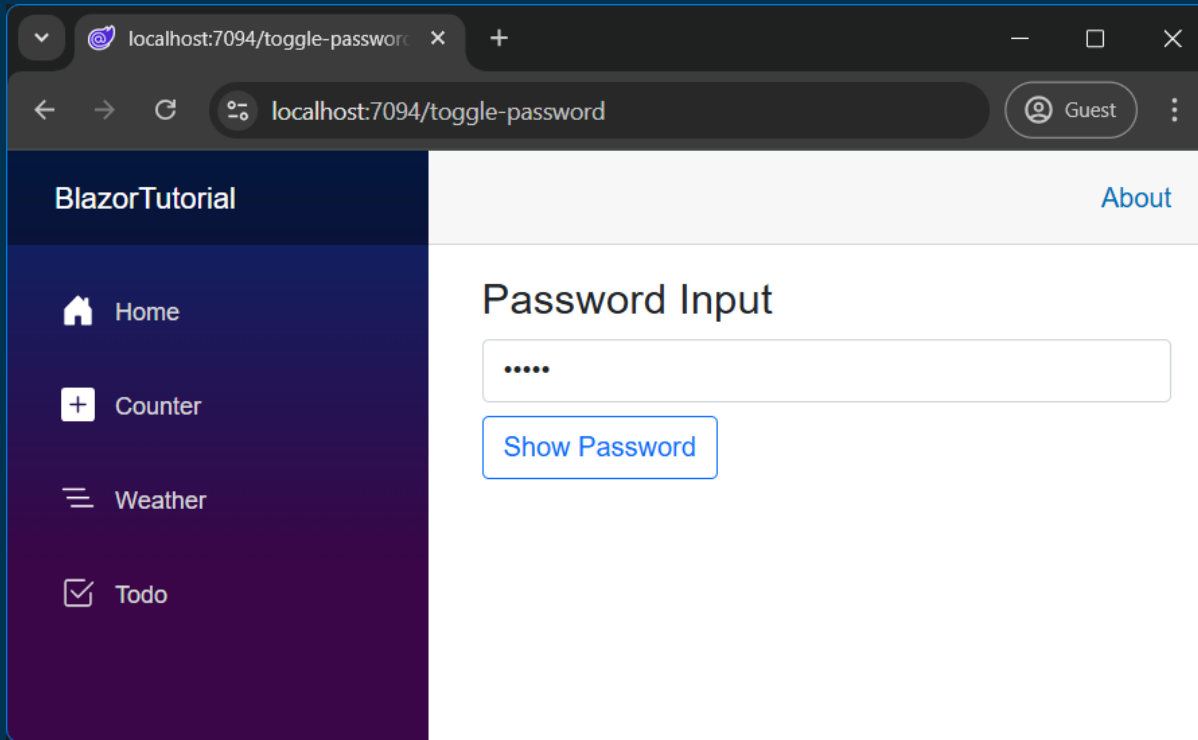 localhost:7094/toggle-passwor
localhost:7094/toggle-password
Guest
BlazorTutorial
About
Home
Counter
Weather
Todo
Password Input
•••••
Show Password